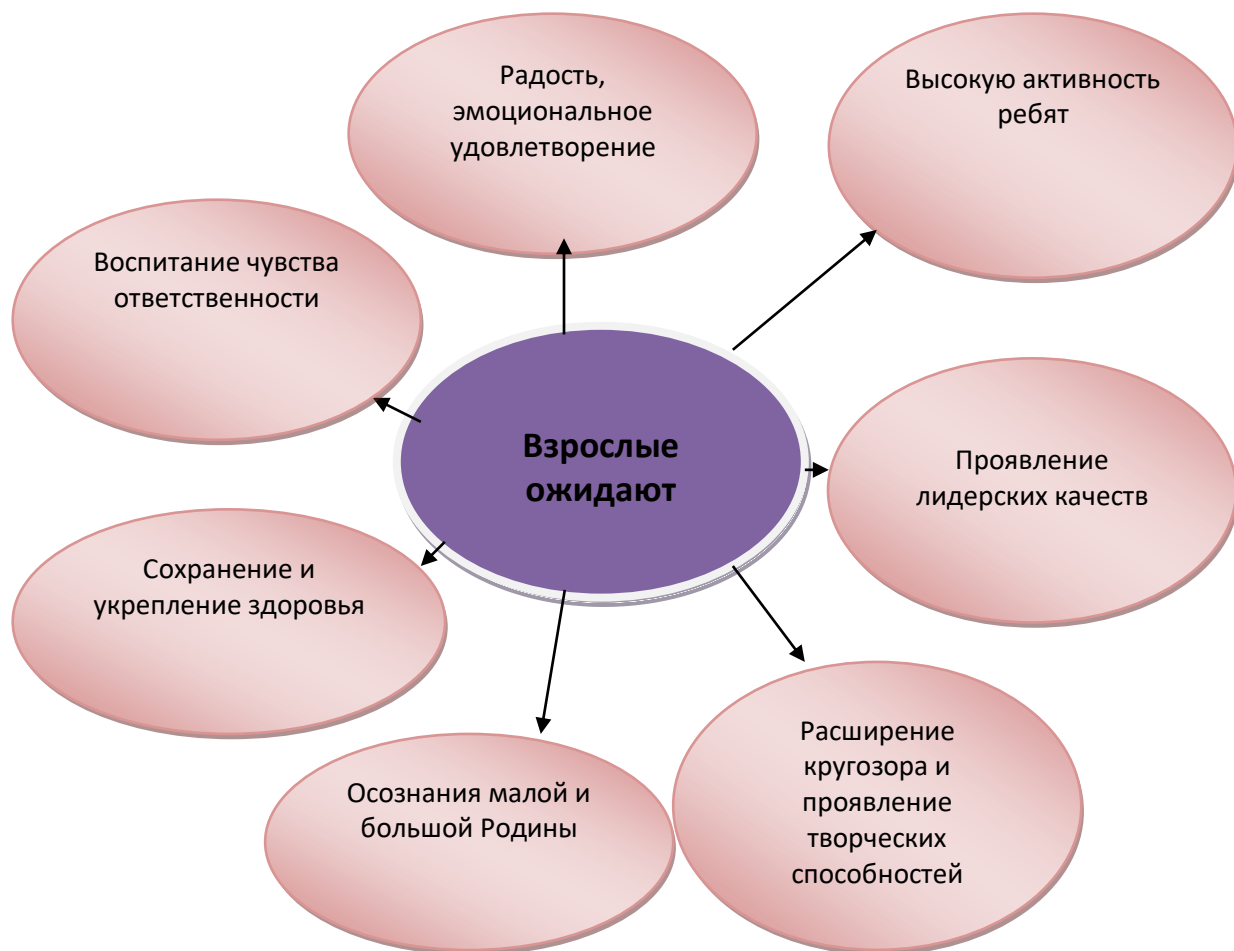 Радость,
эмоциональное
удовлетворение
Высокую активность
ребят
Воспитание чувства
ответственности
Взрослые
ожидают
Проявление
лидерских качеств
Сохранение и
укрепление здоровья
Осознания малой и
большой Родины
Расширение
кругозора и
проявление
творческих
способностей